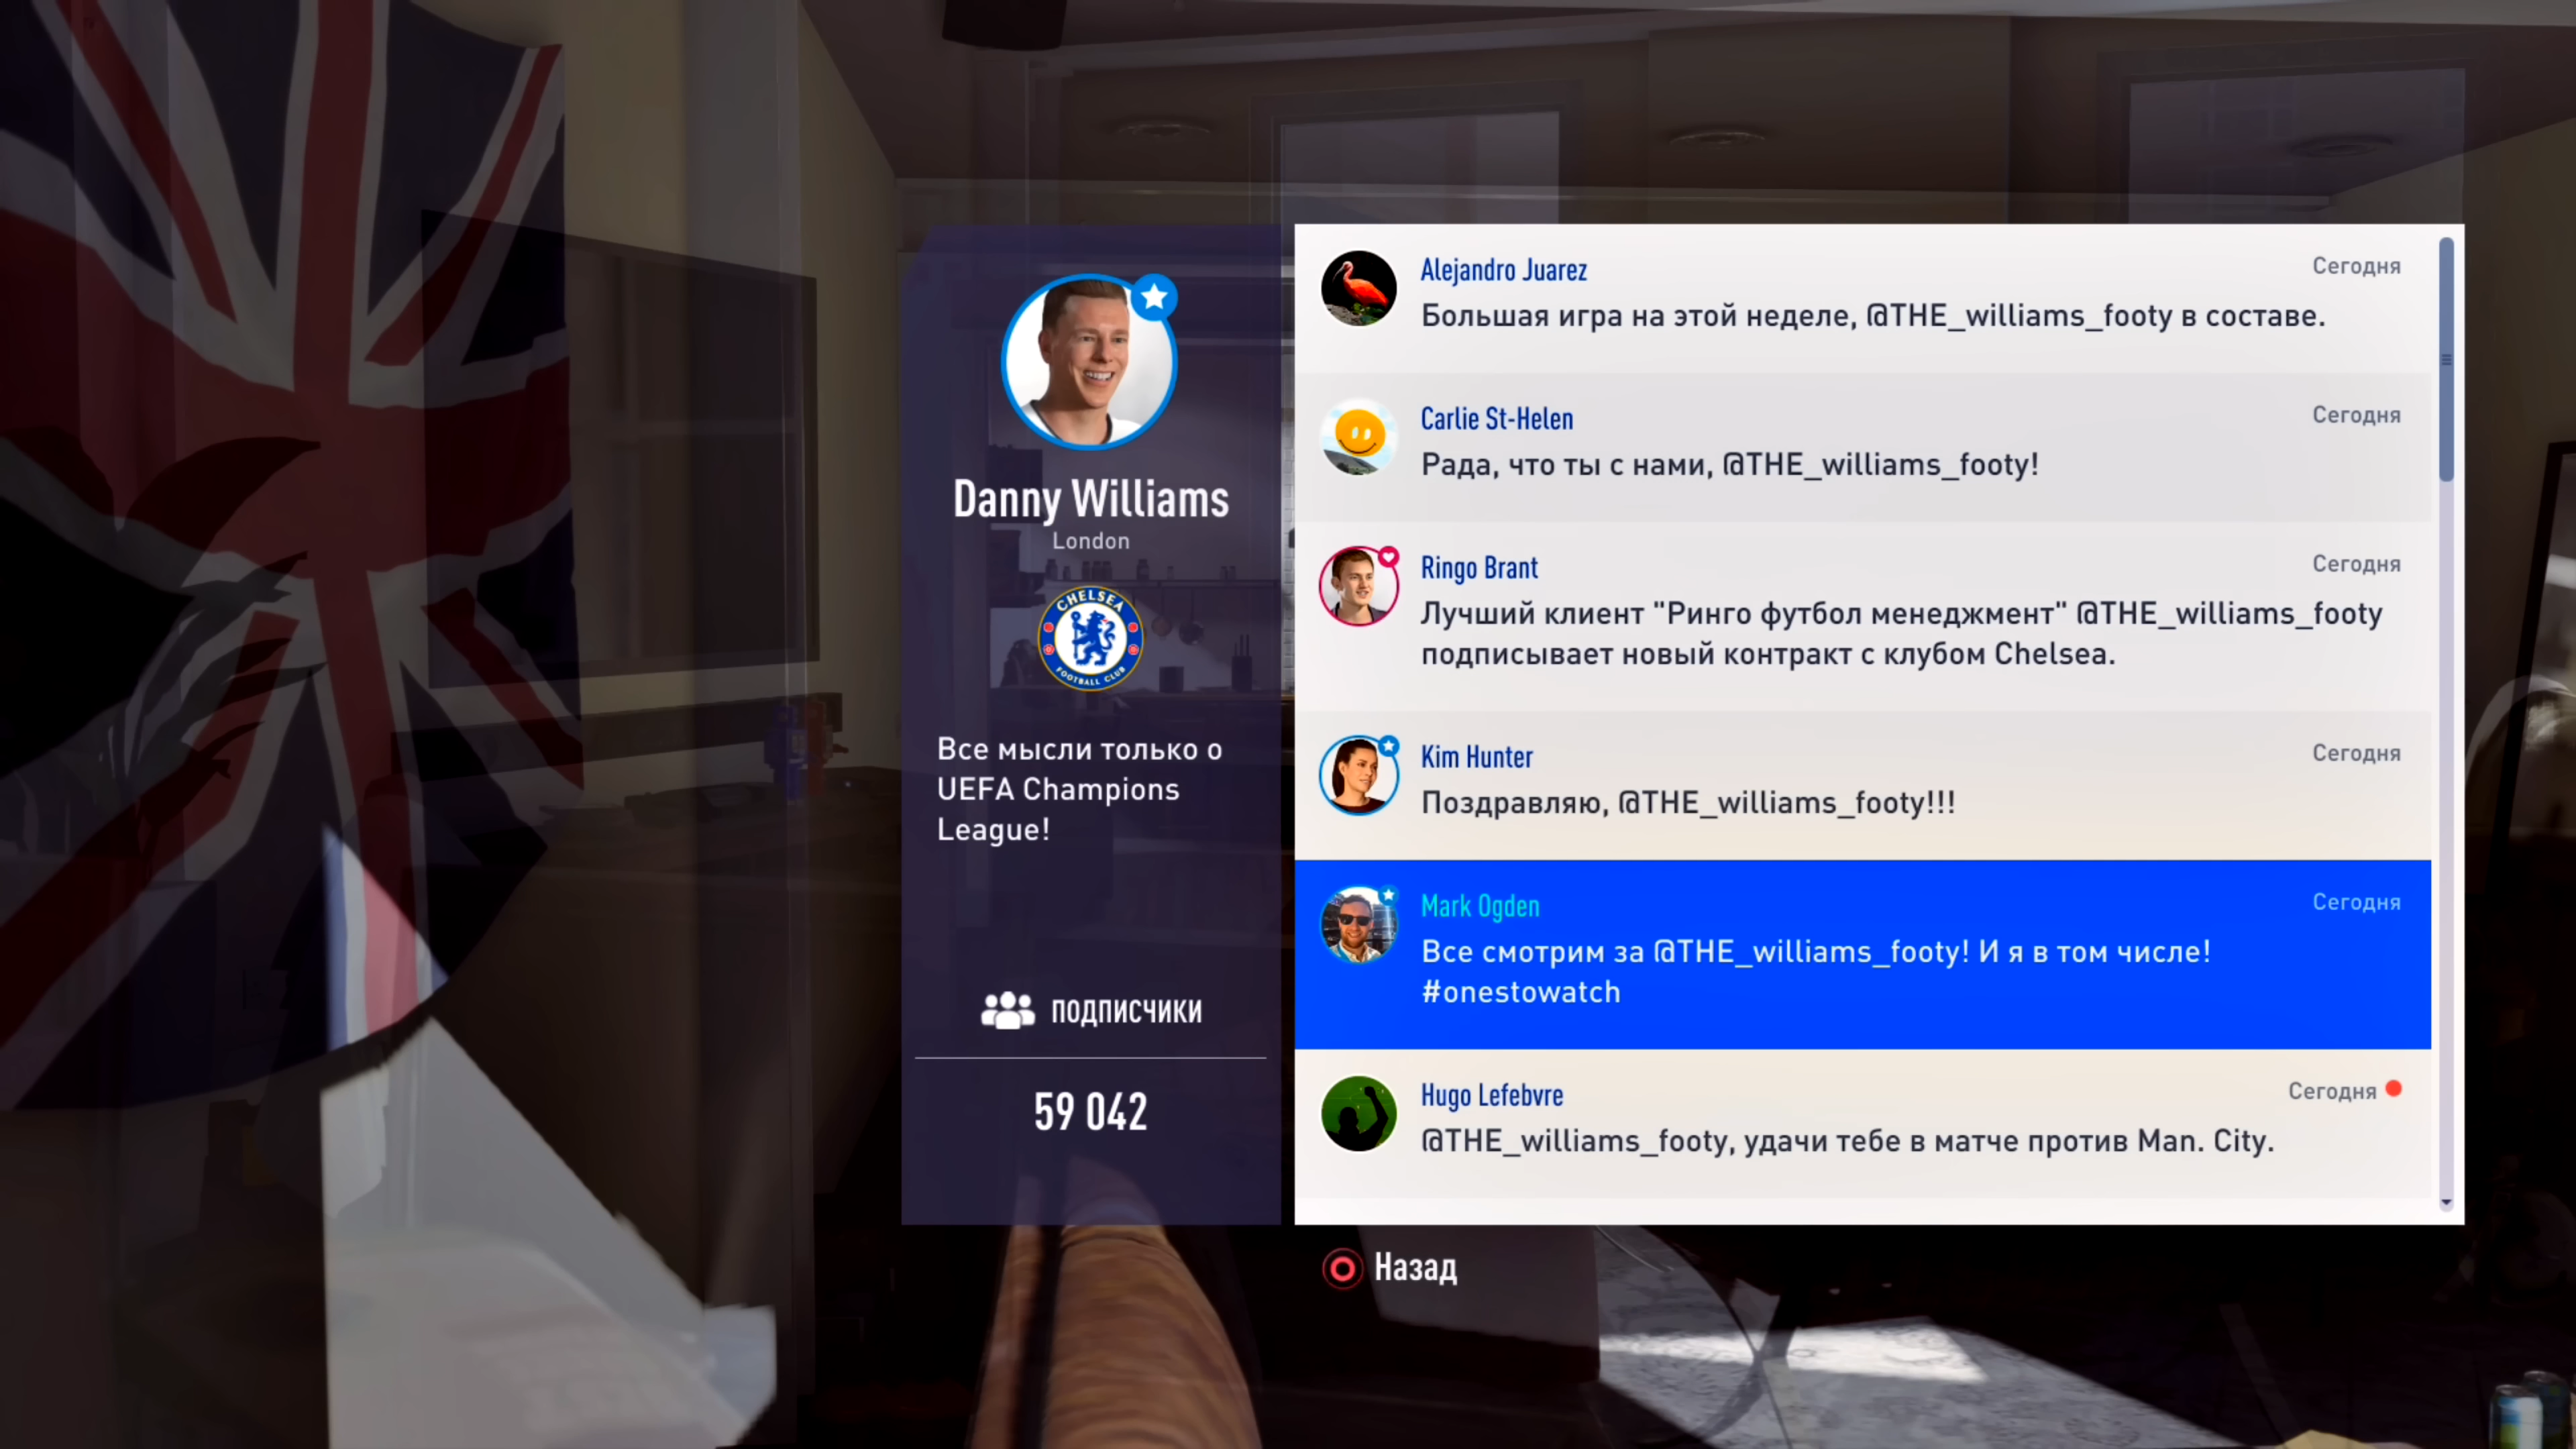 Danny Williams
London
CHELSEA
FOOTBALL CLUB
Все мысли только о
UEFA Champions
League!
ПОДПИСЧИКИ
59 042
Alejandro Juarez
Сегодня
Большая игра на этой неделе, @THE_williams_footy в составе.
Carlie St-Helen
Сегодня
Рада, что ты с нами, @THE_williams_footy!
Ringo Brant
Сегодня
Лучший клиент "Ринго футбол менеджмент" @THE_williams_footy
подписывает новый контракт с клубом Chelsea.
Kim Hunter
Сегодня
Поздравляю, @THE_williams_footy!!!
Mark Ogden
Сегодня
Все смотрим за @THE_williams_footy! И я в том числе!
#onestowatch
Hugo Lefebvre
Сегодня
@THE_williams_footy, удачи тебе в матче против Man. City.
Назад